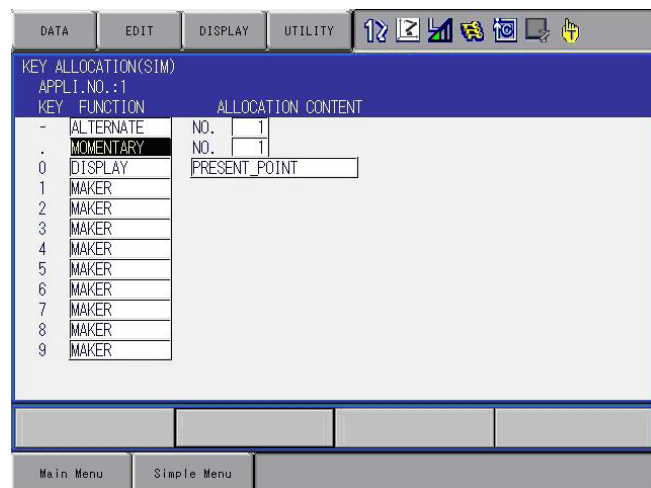 DATA EDIT DISPLAY UTILITY
KEY ALLOCATION(SIM)
APPLI.NO.:1
KEY FUNCTION ALLOCATION CONTENT
- ALTERNATE NO. 1
. MOMENTARY NO. 1
0 DISPLAY PRESENT_POINT
1 MAKER
2 MAKER
3 MAKER
4 MAKER
5 MAKER
6 MAKER
7 MAKER
8 MAKER
9 MAKER
Main Menu Simple Menu